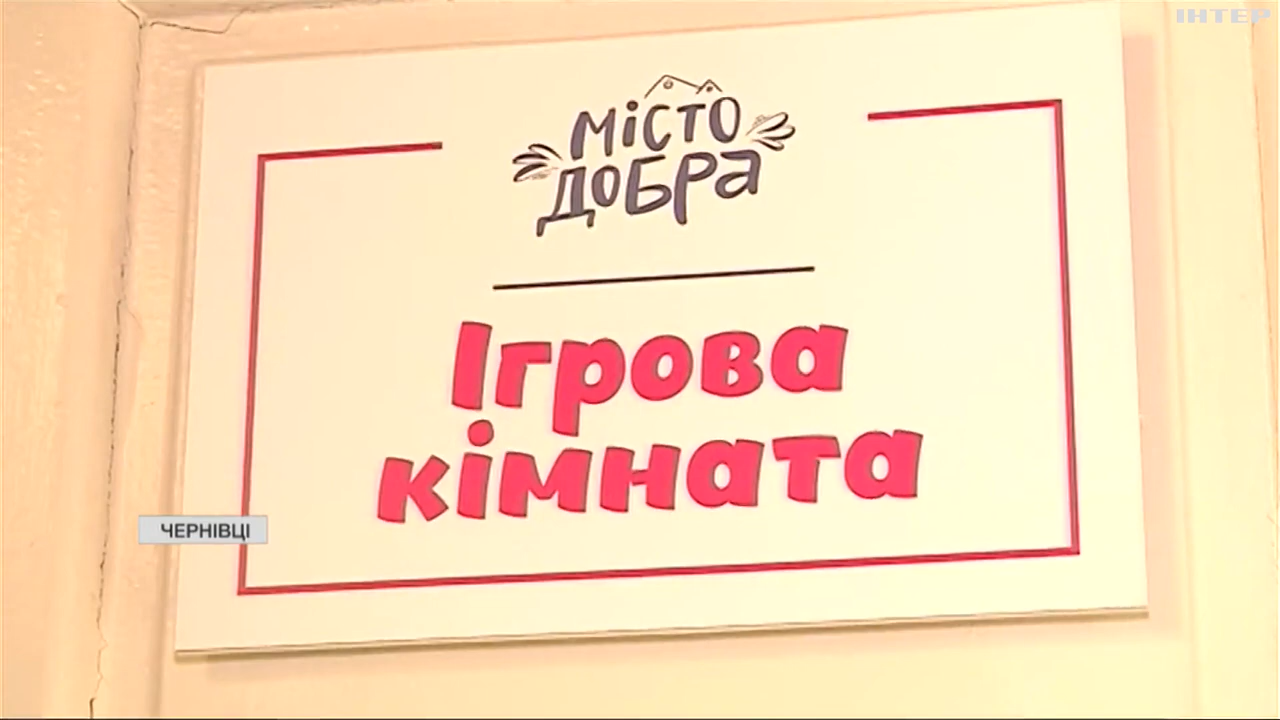 ІНТЕР
МІСТО
ДОБРА
Ігрова
кімната
ЧЕРНІВЦІ